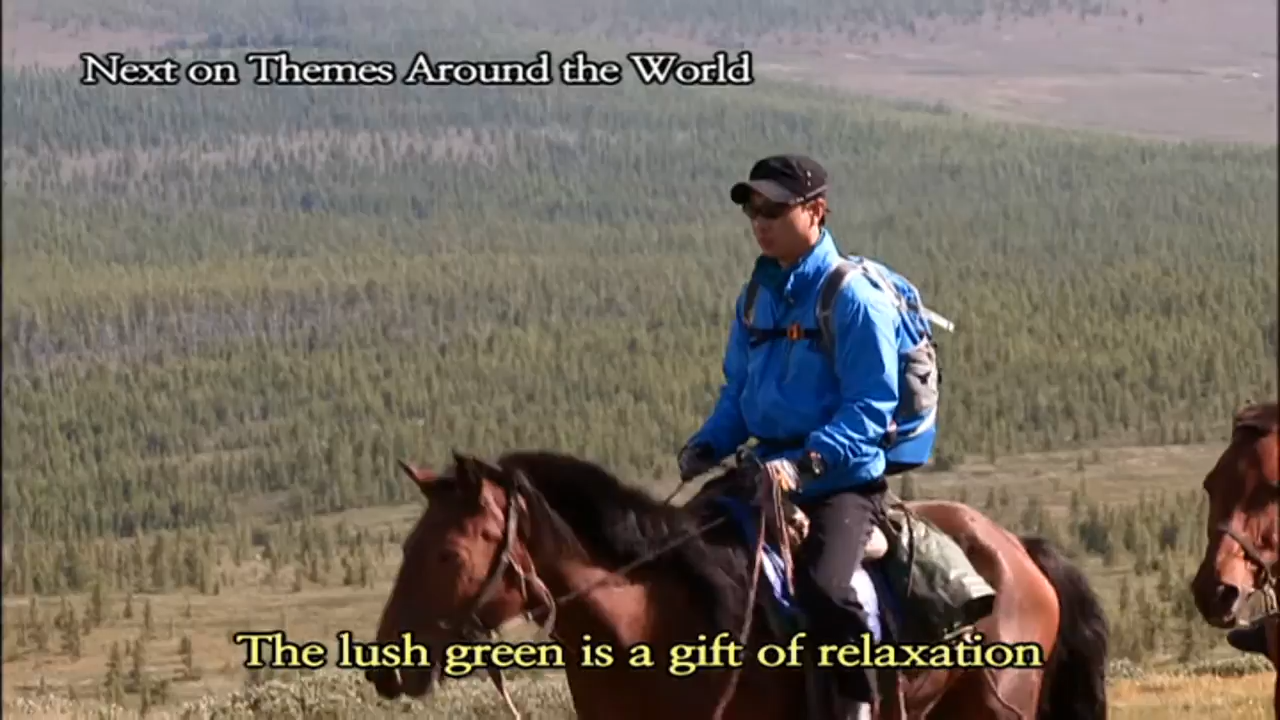 Next on Themes Around the World
The lush green is a gift of relaxation